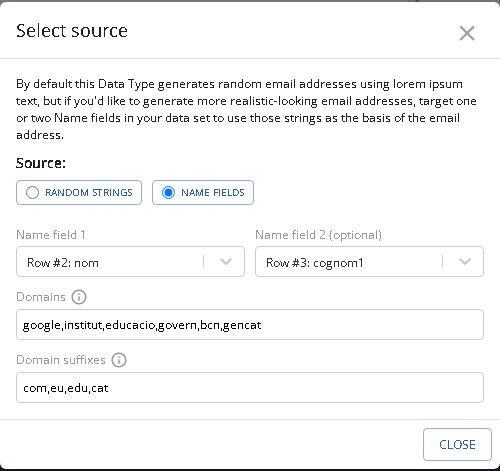 Select source
By default this Data Type generates random email addresses using lorem ipsum
text, but if you'd like to generate more realistic-looking email addresses, target one
or two Name fields in your data set to use those strings as the basis of the email
address.
Source:
RANDOM STRINGS NAME FIELDS
Name field 1 Name field 2 (optional)
Row #2: nom Row #3: cognom1
Domains
google,institut,educacio,govern,bcn,gencat
Domain suffixes
com,eu,edu,cat
CLOSE